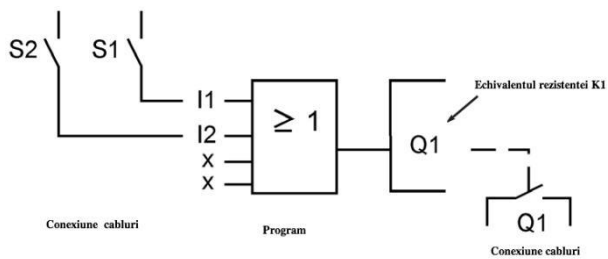 S2
S1
I1
I2
x
x
≥ 1
Q1
Echivalentul rezistentei K1
Q1
Conexiune cabluri
Program
Conexiune cabluri